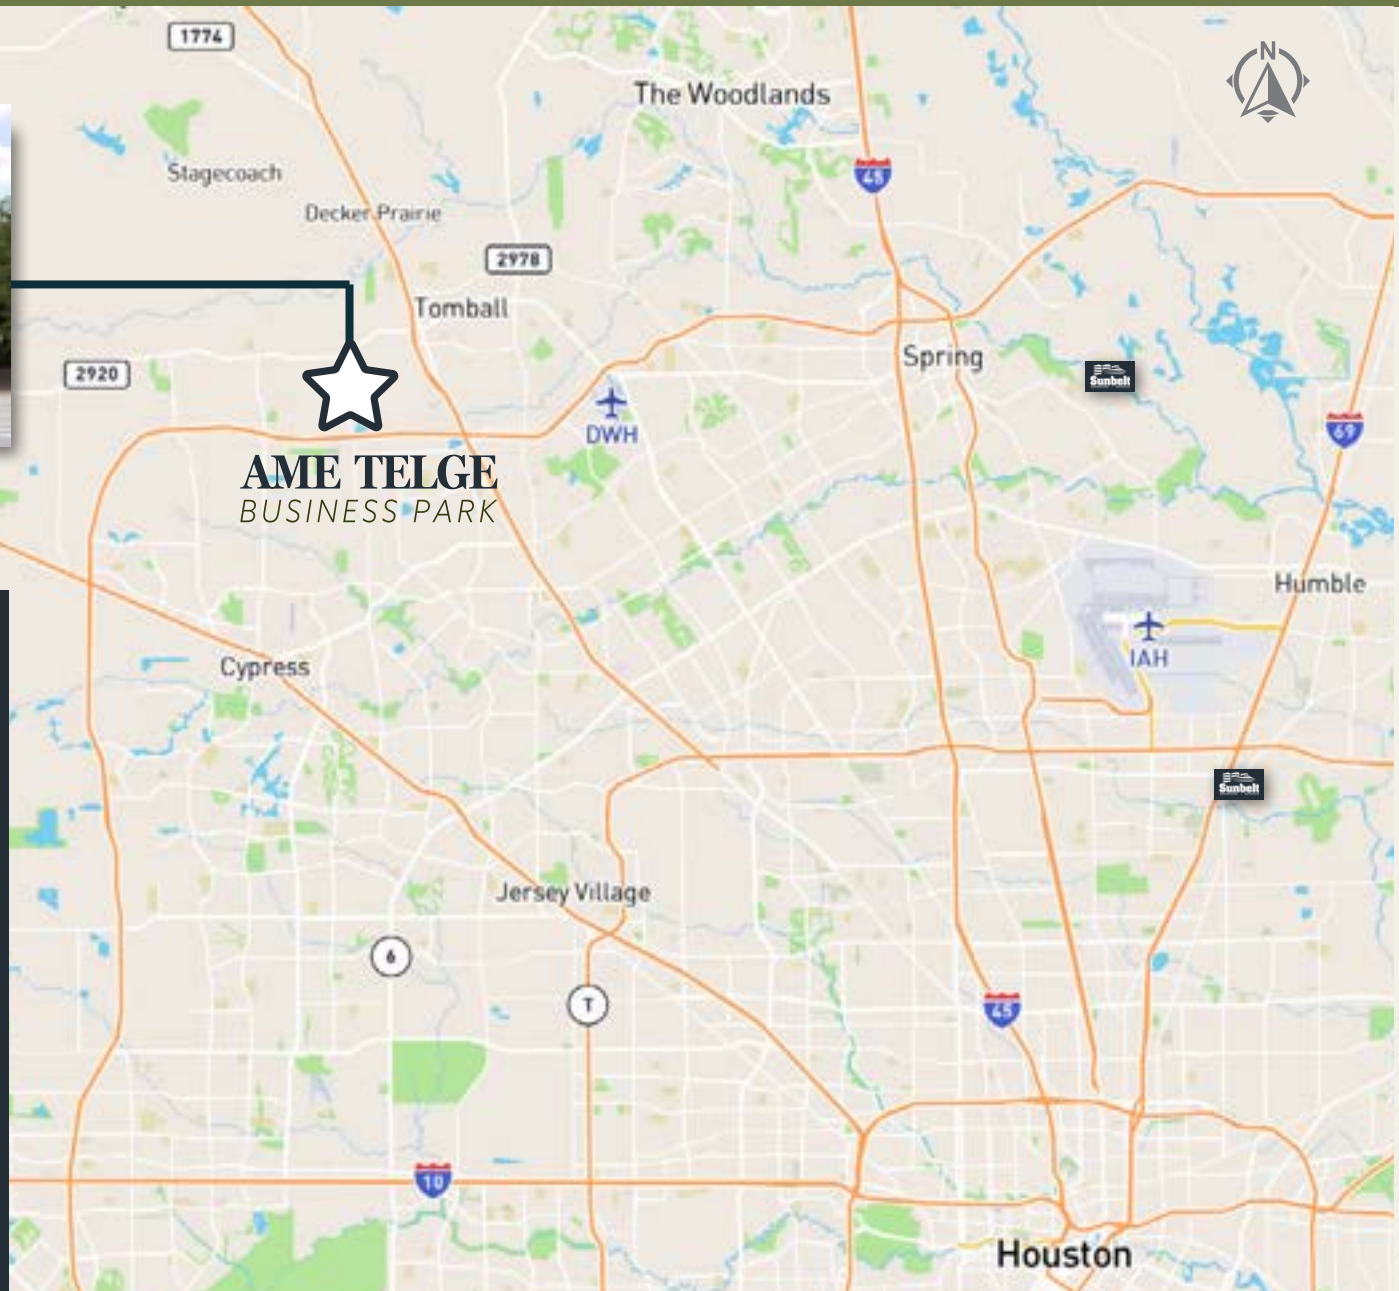 1774
N
The Woodlands
45
Stagecoach
Decker Prairie
2978
Tomball
Spring
2920
Sunbelt
DWH
69
AME TELGE
BUSINESS PARK
Humble
IAH
Cypress
Sunbelt
Jersey Village
6
T
45
10
Houston